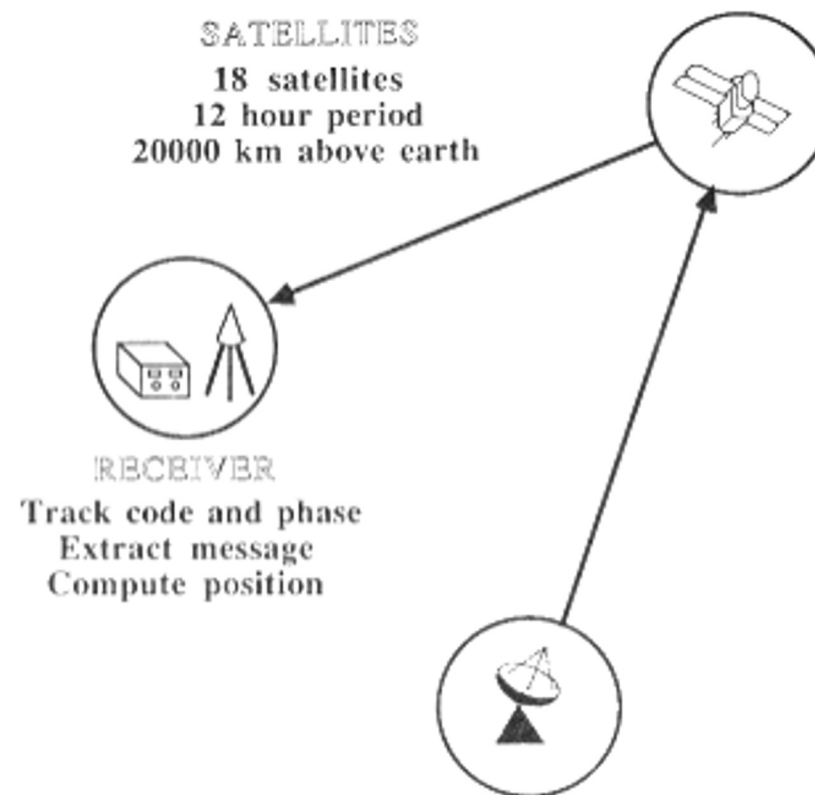 SATELLITES
18 satellites
12 hour period
20000 km above earth
RECEIVER
Track code and phase
Extract message
Compute position